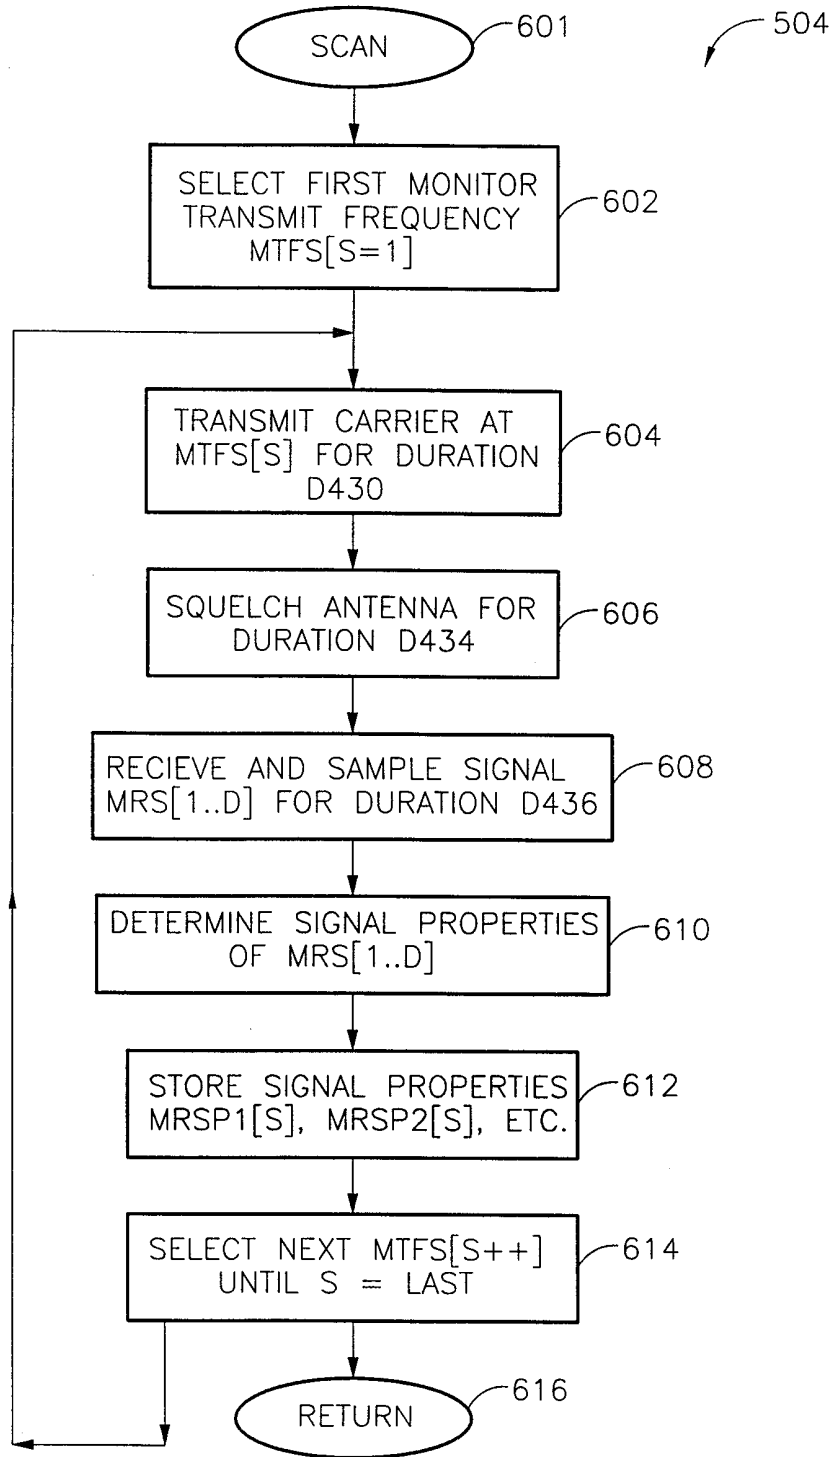 SCAN
601
504
SELECT FIRST MONITOR
TRANSMIT FREQUENCY
MTFS[S=1]
602
TRANSMIT CARRIER AT
MTFS[S] FOR DURATION
D430
604
SQUELCH ANTENNA FOR
DURATION D434
606
RECIEVE AND SAMPLE SIGNAL
MRS[1..D] FOR DURATION D436
608
DETERMINE SIGNAL PROPERTIES
OF MRS[1..D]
610
STORE SIGNAL PROPERTIES
MRSP1[S], MRSP2[S], ETC.
612
SELECT NEXT MTFS[S++]
UNTIL S = LAST
614
RETURN
616